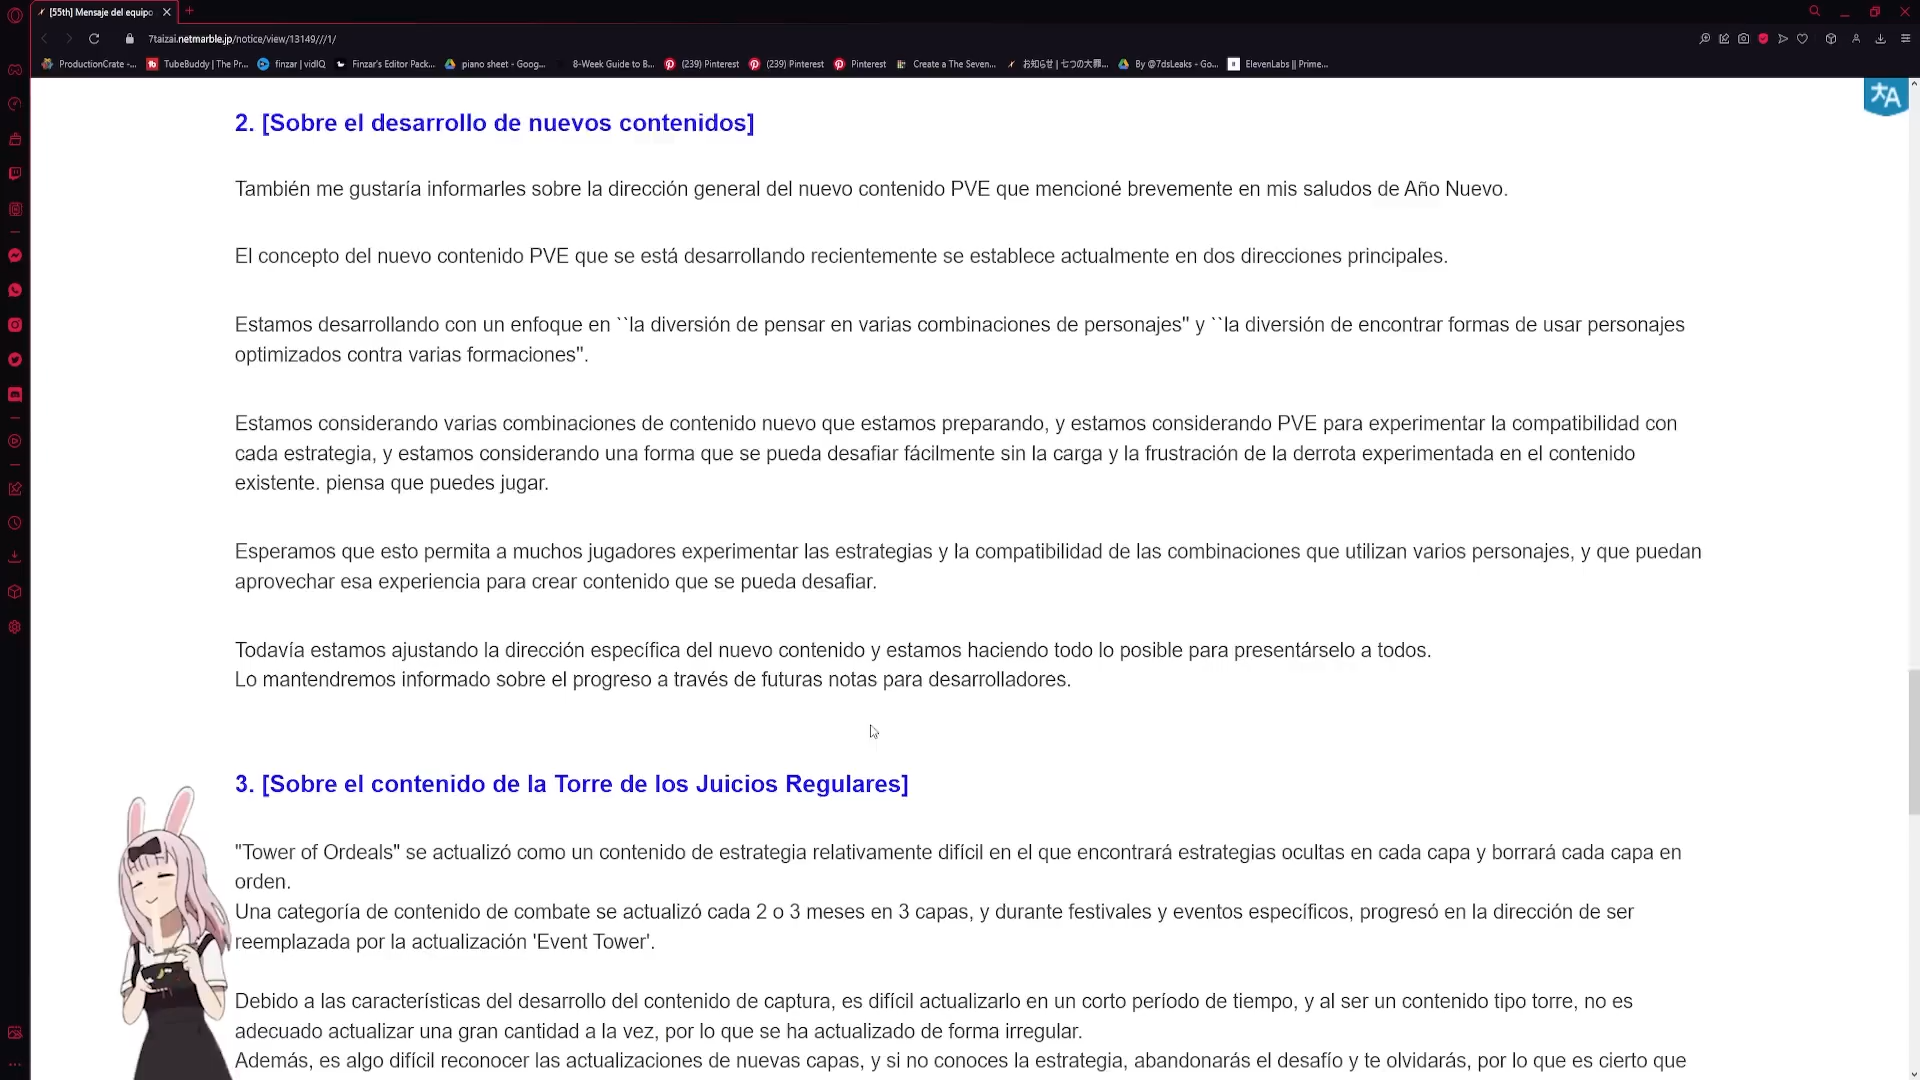 [55th] Mensaje del equipo
7taizai.netmarble.jp/notice/view/13149///1/
ProductionCrate -...
TubeBuddy | The Pr...
finzar | vidIQ
Finzar's Editor Pack...
piano sheet - Goog...
8-Week Guide to B...
(239) Pinterest
(239) Pinterest
Pinterest
Create a The Seven...
お知らせ | 七つの大罪...
By @7dsLeaks - Go...
ElevenLabs || Prime...
2. [Sobre el desarrollo de nuevos contenidos]
También me gustaría informarles sobre la dirección general del nuevo contenido PVE que mencioné brevemente en mis saludos de Año Nuevo.
El concepto del nuevo contenido PVE que se está desarrollando recientemente se establece actualmente en dos direcciones principales.
Estamos desarrollando con un enfoque en ``la diversión de pensar en varias combinaciones de personajes'' y ``la diversión de encontrar formas de usar personajes
optimizados contra varias formaciones''.
Estamos considerando varias combinaciones de contenido nuevo que estamos preparando, y estamos considerando PVE para experimentar la compatibilidad con
cada estrategia, y estamos considerando una forma que se pueda desafiar fácilmente sin la carga y la frustración de la derrota experimentada en el contenido
existente. piensa que puedes jugar.
Esperamos que esto permita a muchos jugadores experimentar las estrategias y la compatibilidad de las combinaciones que utilizan varios personajes, y que puedan
aprovechar esa experiencia para crear contenido que se pueda desafiar.
Todavía estamos ajustando la dirección específica del nuevo contenido y estamos haciendo todo lo posible para presentárselo a todos.
Lo mantendremos informado sobre el progreso a través de futuras notas para desarrolladores.
3. [Sobre el contenido de la Torre de los Juicios Regulares]
"Tower of Ordeals" se actualizó como un contenido de estrategia relativamente difícil en el que encontrará estrategias ocultas en cada capa y borrará cada capa en
orden.
Una categoría de contenido de combate se actualizó cada 2 o 3 meses en 3 capas, y durante festivales y eventos específicos, progresó en la dirección de ser
reemplazada por la actualización 'Event Tower'.
Debido a las características del desarrollo del contenido de captura, es difícil actualizarlo en un corto período de tiempo, y al ser un contenido tipo torre, no es
adecuado actualizar una gran cantidad a la vez, por lo que se ha actualizado de forma irregular.
Además, es algo difícil reconocer las actualizaciones de nuevas capas, y si no conoces la estrategia, abandonarás el desafío y te olvidarás, por lo que es cierto que